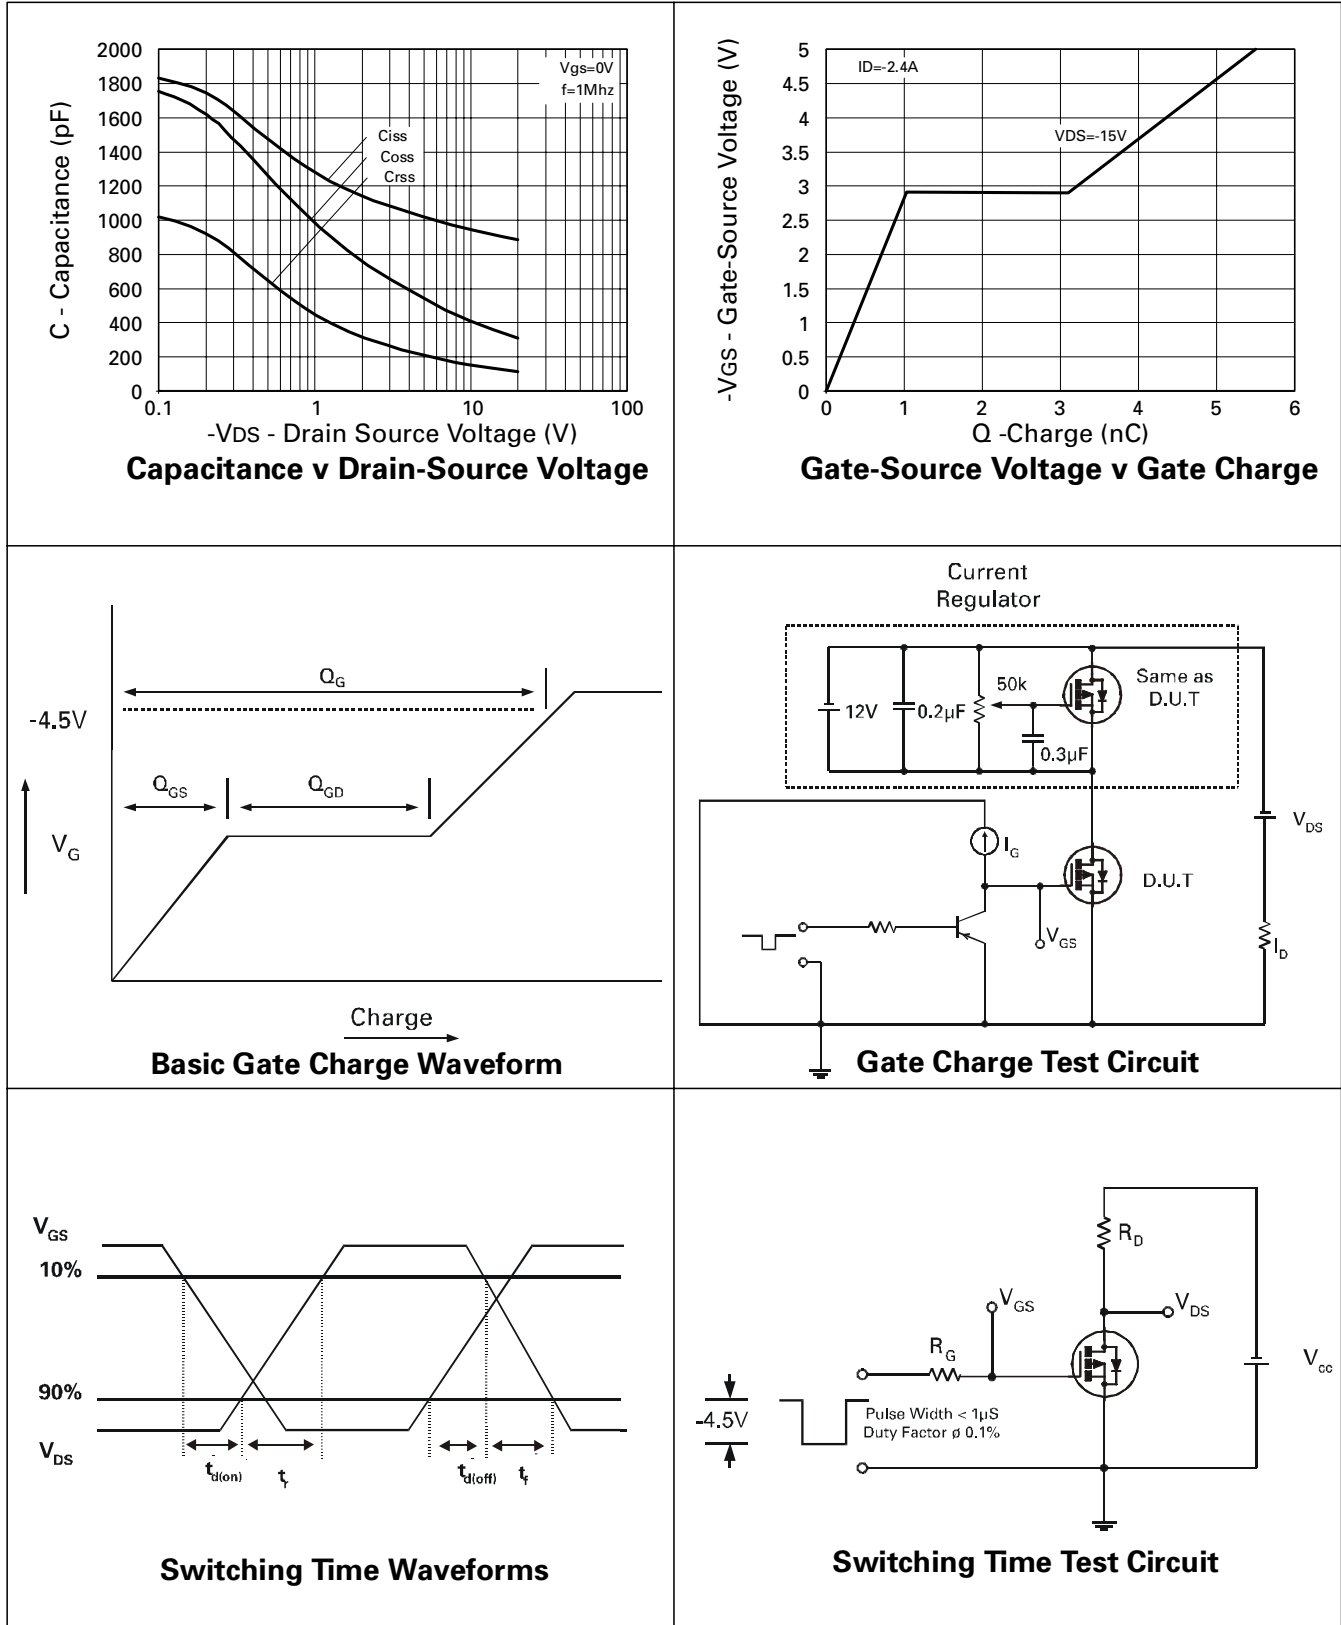 2000
1800
1600
1400
1200
1000
800
600
400
200
0
C - Capacitance (pF)
Vgs=0V
f=1Mhz
Ciss
Coss
Crss
0.1 1 10 100
-VDS - Drain Source Voltage (V)
Capacitance v Drain-Source Voltage
5
4.5
4
3.5
3
2.5
2
1.5
1
0.5
0
-VGS - Gate-Source Voltage (V)
ID=-2.4A
VDS=-15V
0 1 2 3 4 5 6
Q -Charge (nC)
Gate-Source Voltage v Gate Charge
QG
-4.5V
QGS QGD
VG
Charge
Basic Gate Charge Waveform
Current
Regulator
12V 0.2µF 50k Same as
D.U.T
0.3µF
VDS
IG
D.U.T
VGS
ID
Gate Charge Test Circuit
VGS
10%
90%
VDS
td(on) tr td(off) tf
Switching Time Waveforms
RD
VGS
VDS
RG
Vcc
-4.5V
Pulse Width < 1µS
Duty Factor ø 0.1%
Switching Time Test Circuit